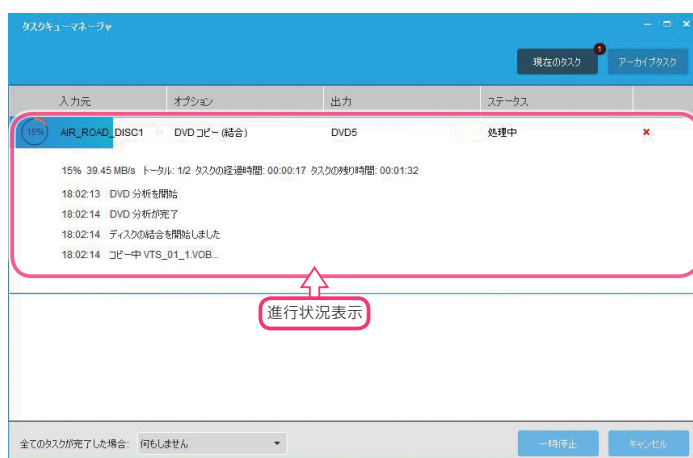 タスクキューマネージャ
現在のタスク 1 アーカイブタスク
入力元 オプション 出力 ステータス
15% AIR_ROAD_DISC1 DVD コピー (結合) DVD5 処理中
15% 39.45 MB/s トータル: 1/2 タスクの経過時間: 00:00:17 タスクの残り時間: 00:01:32
18:02:13 DVD 分析を開始
18:02:14 DVD 分析が完了
18:02:14 ディスクの結合を開始しました
18:02:14 コピー中 VTS_01_1.VOB...
進行状況表示
全てのタスクが完了した場合: 何もしません 一時停止 キャンセル